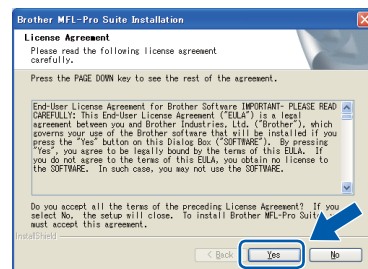 Brother MFL-Pro Suite Installation
License Agreement
Please read the following license agreement
carefully.
Press the PAGE DOWN key to see the rest of the agreement.
End-User License Agreement for Brother Software IMPORTANT- PLEASE READ
CAREFULLY: This End-User License Agreement ("EULA") is a legal
agreement between you and Brother Industries, Ltd. ("Brother"), which
governs your use of the Brother software that will be installed if you
press the "Yes" button on this Dialog Box ("SOFTWARE"). By pressing
"Yes", you agree to be legally bound by the terms of this EULA. If
you do not agree to the terms of this EULA, you obtain no license to
the SOFTWARE. In such case, you may not use the SOFTWARE.
Do you accept all the terms of the preceding License Agreement? If you
select No, the setup will close. To install Brother MFL-Pro Suite
must accept this agreement.
InstallShield
< Back Yes No